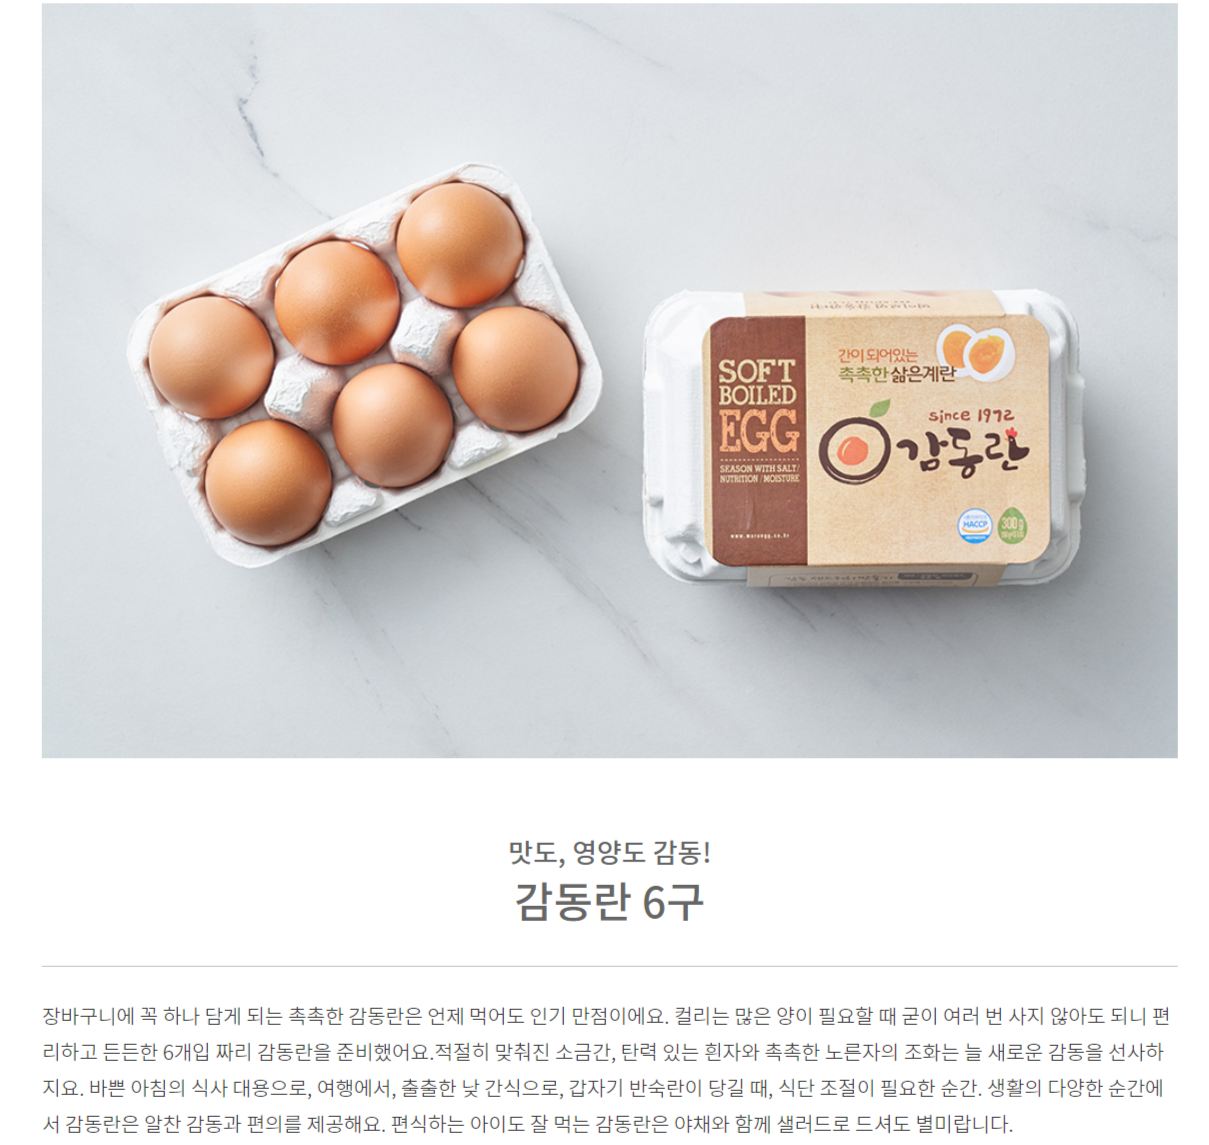 간이 되어있는
촉촉한 삶은계란
SOFT
BOILED
EGG
SEASON WITH SALT/
NUTRITION / MOISTURE
since 1972
감동란
HACCP
300 g
맛도, 영양도 감동!
감동란 6구
장바구니에 꼭 하나 담게 되는 촉촉한 감동란은 언제 먹어도 인기 만점이에요. 컬리는 많은 양이 필요할 때 굳이 여러 번 사지 않아도 되니 편
리하고 든든한 6개입 짜리 감동란을 준비했어요.적절히 맞춰진 소금간, 탄력 있는 흰자와 촉촉한 노른자의 조화는 늘 새로운 감동을 선사하
지요. 바쁜 아침의 식사 대용으로, 여행에서, 출출한 낮 간식으로, 갑자기 반숙란이 당길 때, 식단 조절이 필요한 순간. 생활의 다양한 순간에
서 감동란은 알찬 감동과 편의를 제공해요. 편식하는 아이도 잘 먹는 감동란은 야채와 함께 샐러드로 드셔도 별미랍니다.